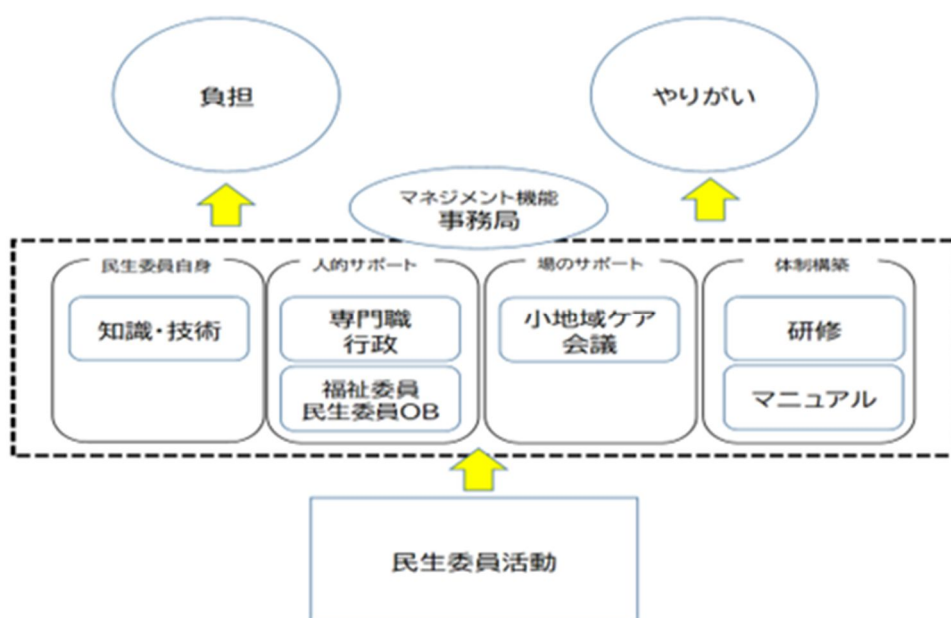 負担
やりがい
マネジメント機能
事務局
民生委員自身
人的サポート
場のサポート
体制構築
知識・技術
専門職
行政
福祉委員
民生委員OB
小地域ケア
会議
研修
マニュアル
民生委員活動